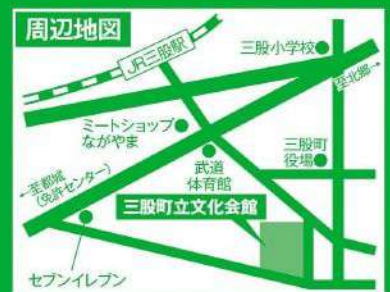 周辺地図
JR三股駅
三股小学校
至北郷→
ミートショップ
ながやま
武道
体育館
三股町
役場
←至都城
(免許センター)
三股町立文化会館
セブンイレブン